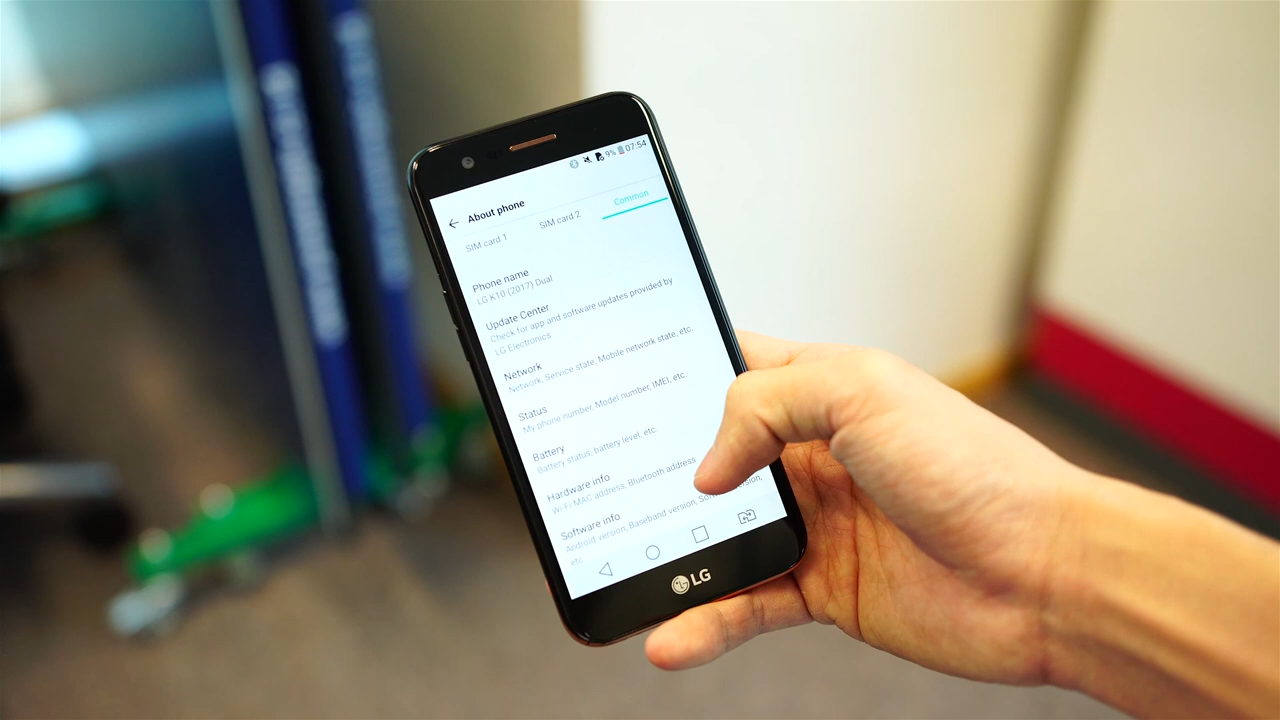 9% 07:54
About phone
SIM card 1 SIM card 2 Common
Phone name
LG K10 (2017) Dual
Update Center
Check for app and software updates provided by
LG Electronics
Network
Network, Service state, Mobile network state, etc.
Status
My phone number, Model number, IMEI, etc.
Battery
Battery status, battery level, etc.
Hardware info
Wi-Fi MAC address, Bluetooth address
Software info
Android version, Baseband version, version,
etc.
LG